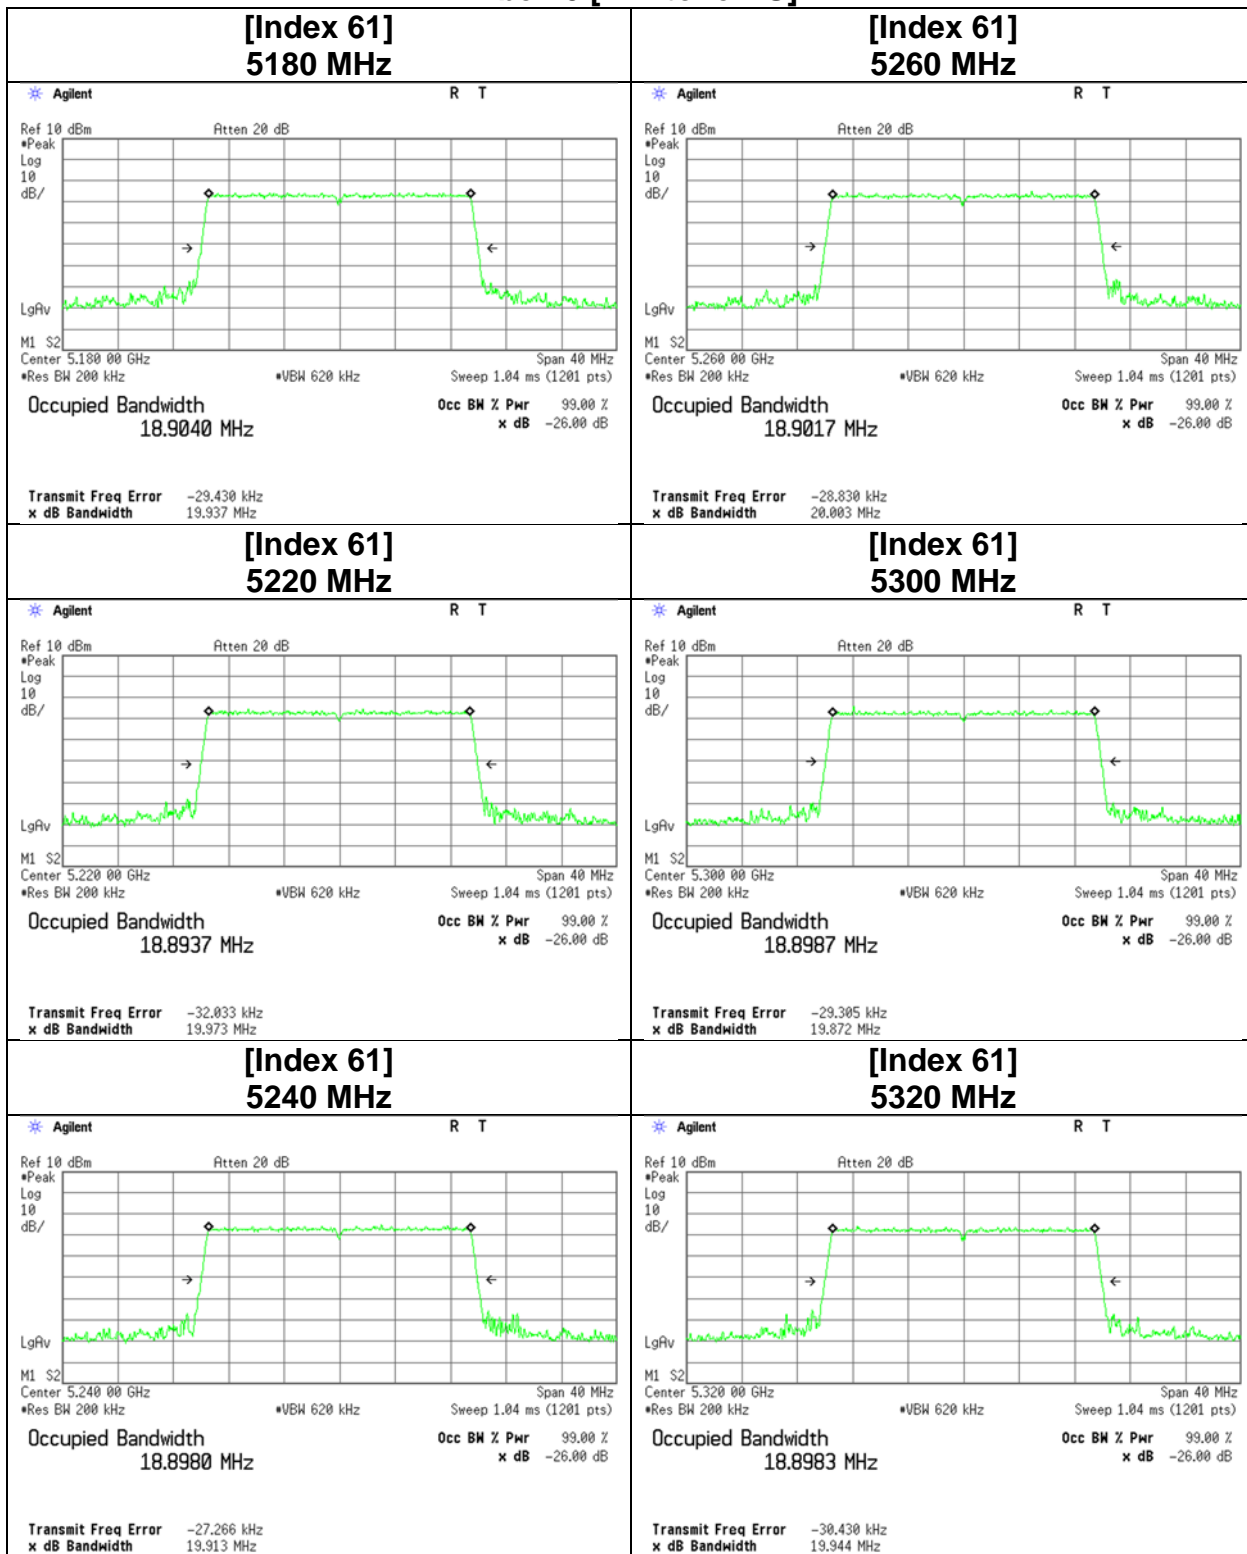 [Index 61]
5180 MHz
Agilent R T
Ref 10 dBm Atten 20 dB
#Peak
Log
10
dB/
LgAv
M1 S2
Center 5.180 00 GHz Span 40 MHz
#Res BW 200 kHz #VBW 620 kHz Sweep 1.04 ms (1201 pts)
Occupied Bandwidth Occ BW % Pwr 99.00 %
18.9040 MHz x dB -26.00 dB
Transmit Freq Error -29.430 kHz
x dB Bandwidth 19.937 MHz
[Index 61]
5260 MHz
Agilent R T
Ref 10 dBm Atten 20 dB
#Peak
Log
10
dB/
LgAv
M1 S2
Center 5.260 00 GHz Span 40 MHz
#Res BW 200 kHz #VBW 620 kHz Sweep 1.04 ms (1201 pts)
Occupied Bandwidth Occ BW % Pwr 99.00 %
18.9017 MHz x dB -26.00 dB
Transmit Freq Error -28.830 kHz
x dB Bandwidth 20.003 MHz
[Index 61]
5220 MHz
Agilent R T
Ref 10 dBm Atten 20 dB
#Peak
Log
10
dB/
LgAv
M1 S2
Center 5.220 00 GHz Span 40 MHz
#Res BW 200 kHz #VBW 620 kHz Sweep 1.04 ms (1201 pts)
Occupied Bandwidth Occ BW % Pwr 99.00 %
18.8937 MHz x dB -26.00 dB
Transmit Freq Error -32.033 kHz
x dB Bandwidth 19.973 MHz
[Index 61]
5300 MHz
Agilent R T
Ref 10 dBm Atten 20 dB
#Peak
Log
10
dB/
LgAv
M1 S2
Center 5.300 00 GHz Span 40 MHz
#Res BW 200 kHz #VBW 620 kHz Sweep 1.04 ms (1201 pts)
Occupied Bandwidth Occ BW % Pwr 99.00 %
18.8987 MHz x dB -26.00 dB
Transmit Freq Error -29.305 kHz
x dB Bandwidth 19.872 MHz
[Index 61]
5240 MHz
Agilent R T
Ref 10 dBm Atten 20 dB
#Peak
Log
10
dB/
LgAv
M1 S2
Center 5.240 00 GHz Span 40 MHz
#Res BW 200 kHz #VBW 620 kHz Sweep 1.04 ms (1201 pts)
Occupied Bandwidth Occ BW % Pwr 99.00 %
18.8980 MHz x dB -26.00 dB
Transmit Freq Error -27.266 kHz
x dB Bandwidth 19.913 MHz
[Index 61]
5320 MHz
Agilent R T
Ref 10 dBm Atten 20 dB
#Peak
Log
10
dB/
LgAv
M1 S2
Center 5.320 00 GHz Span 40 MHz
#Res BW 200 kHz #VBW 620 kHz Sweep 1.04 ms (1201 pts)
Occupied Bandwidth Occ BW % Pwr 99.00 %
18.8983 MHz x dB -26.00 dB
Transmit Freq Error -30.430 kHz
x dB Bandwidth 19.944 MHz